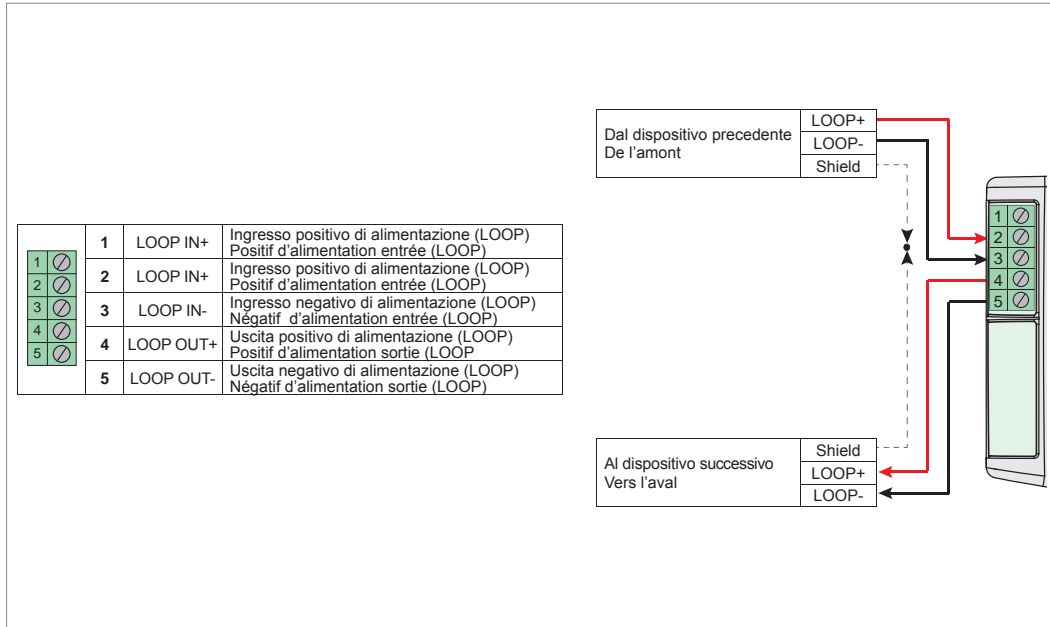 1
2
3
4
5
1 LOOP IN+ Ingresso positivo di alimentazione (LOOP)
Positif d'alimentation entrée (LOOP)
2 LOOP IN+ Ingresso positivo di alimentazione (LOOP)
Positif d'alimentation entrée (LOOP)
3 LOOP IN- Ingresso negativo di alimentazione (LOOP)
Négatif d'alimentation entrée (LOOP)
4 LOOP OUT+ Uscita positivo di alimentazione (LOOP)
Positif d'alimentation sortie (LOOP
5 LOOP OUT- Uscita negativo di alimentazione (LOOP)
Négatif d'alimentation sortie (LOOP)
Dal dispositivo precedente
De l'amont
LOOP+
LOOP-
Shield
1
2
3
4
5
Al dispositivo successivo
Vers l'aval
Shield
LOOP+
LOOP-